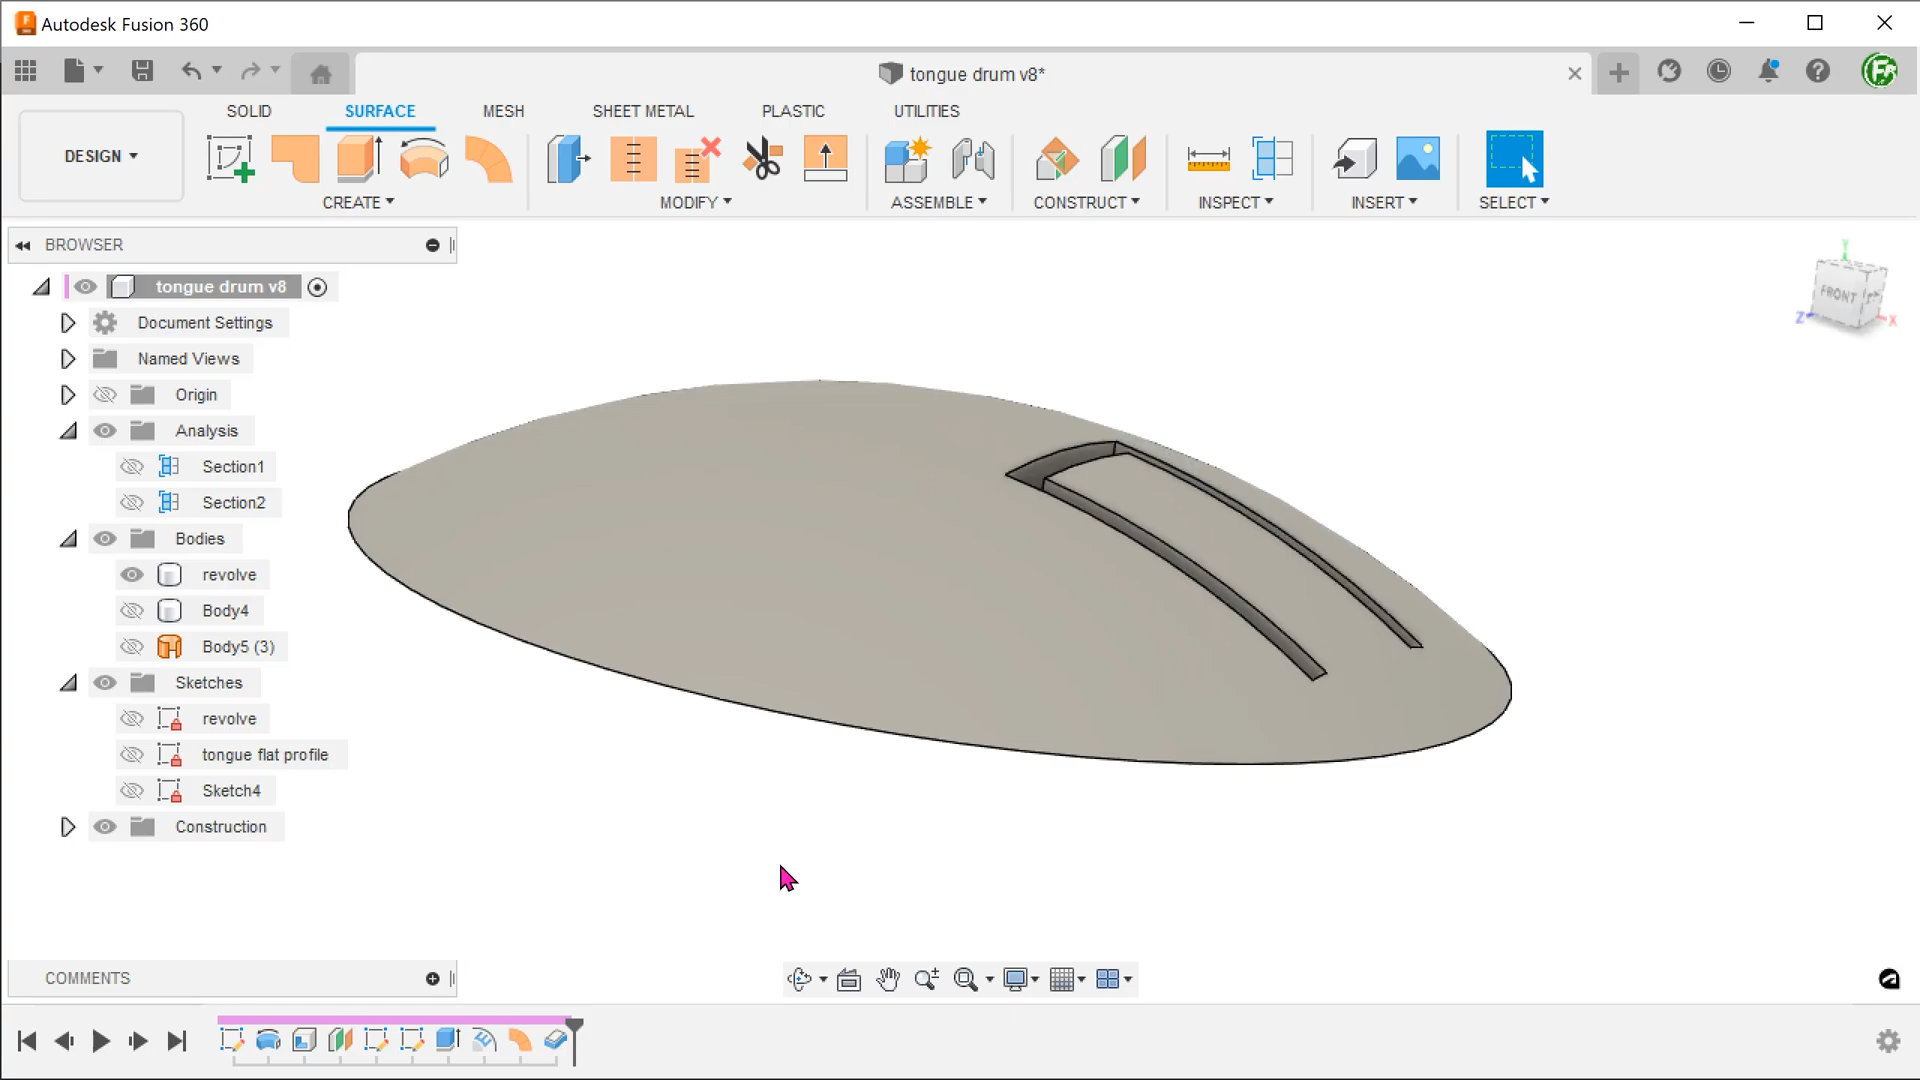 Autodesk Fusion 360
tongue drum v8*
SOLID SURFACE MESH SHEET METAL PLASTIC UTILITIES
DESIGN
CREATE MODIFY ASSEMBLE CONSTRUCT INSPECT INSERT SELECT
BROWSER
tongue drum v8
Document Settings
Named Views
Origin
Analysis
Section1
Section2
Bodies
revolve
Body4
Body5 (3)
Sketches
revolve
tongue flat profile
Sketch4
Construction
Y
FRONT
Z
X
COMMENTS